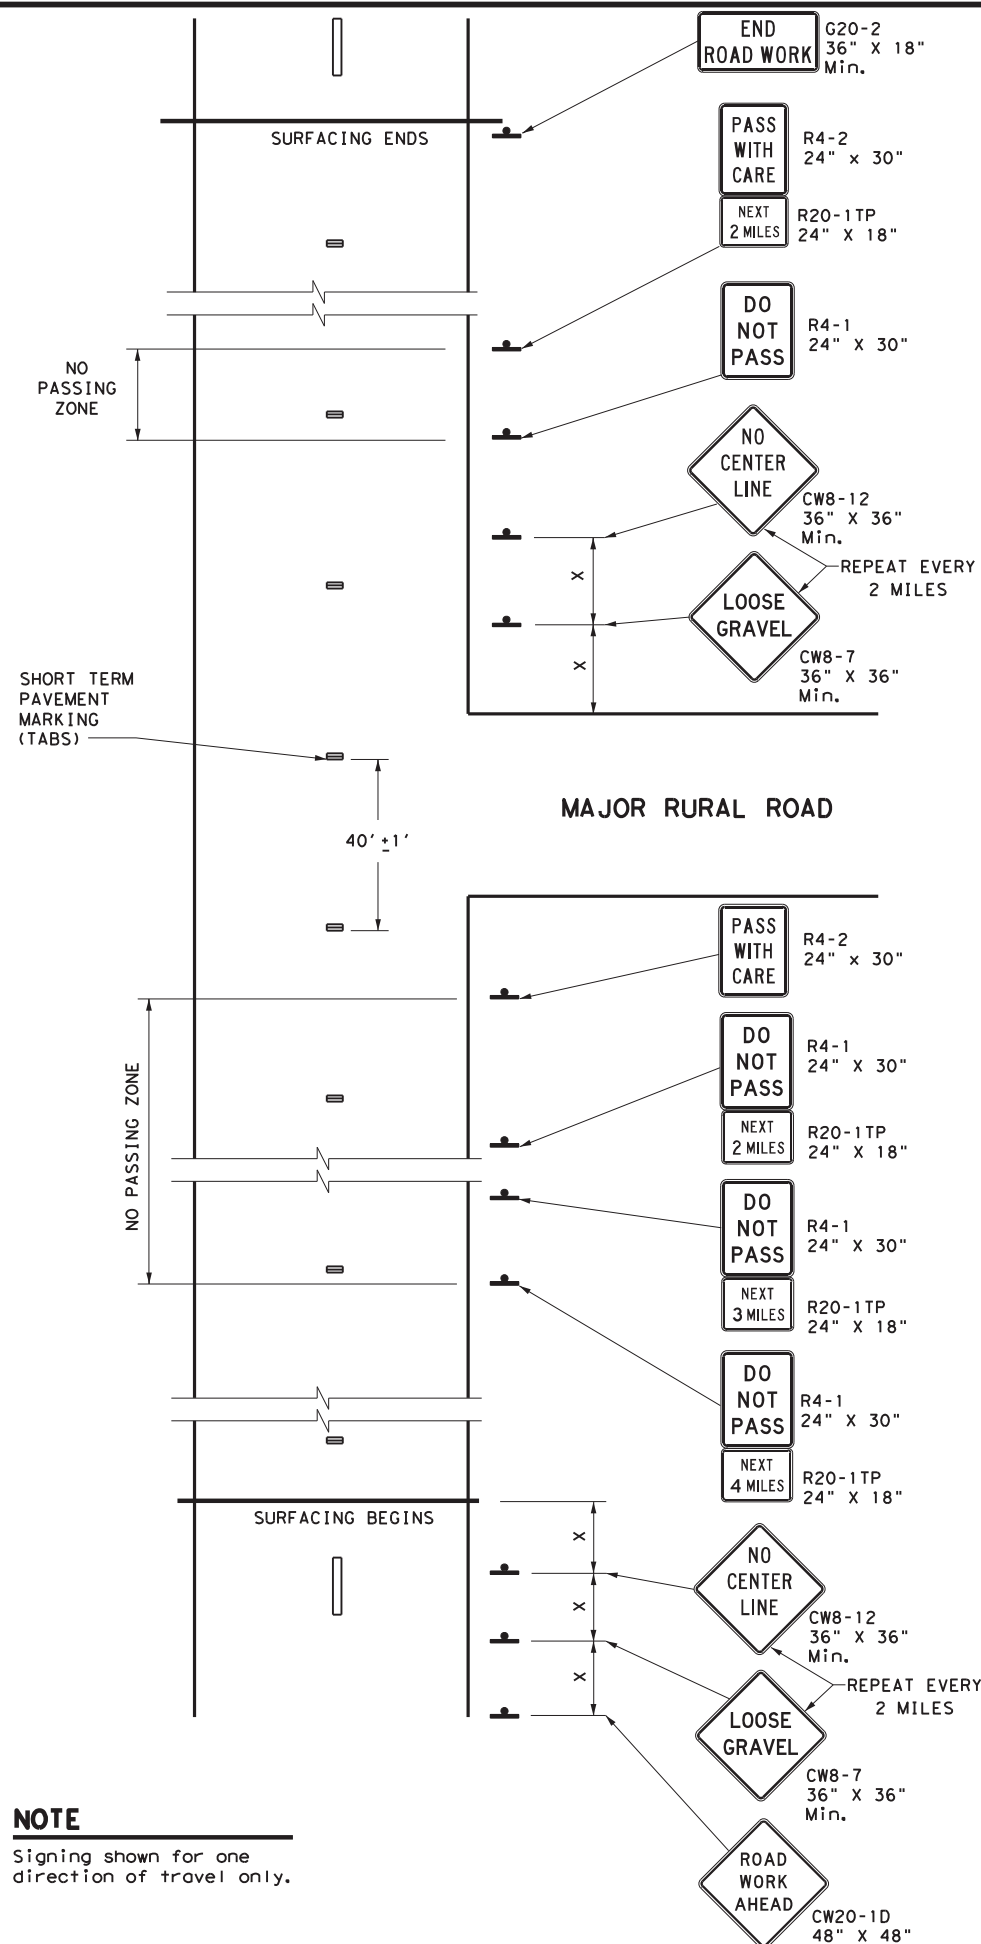 END
ROAD WORK
G20-2
36" X 18"
Min.
SURFACING ENDS
PASS
WITH
CARE
R4-2
24" x 30"
NEXT
2 MILES
R20-1TP
24" X 18"
DO
NOT
PASS
R4-1
24" X 30"
NO
PASSING
ZONE
NO
CENTER
LINE
CW8-12
36" X 36"
Min.
X
REPEAT EVERY
2 MILES
LOOSE
GRAVEL
X
CW8-7
36" X 36"
Min.
SHORT TERM
PAVEMENT
MARKING
(TABS)
MAJOR RURAL ROAD
40' ±1'
PASS
WITH
CARE
R4-2
24" x 30"
NO PASSING ZONE
DO
NOT
PASS
R4-1
24" X 30"
NEXT
2 MILES
R20-1TP
24" X 18"
DO
NOT
PASS
R4-1
24" X 30"
NEXT
3 MILES
R20-1TP
24" X 18"
DO
NOT
PASS
R4-1
24" X 30"
NEXT
4 MILES
R20-1TP
24" X 18"
SURFACING BEGINS
X
NO
CENTER
LINE
X
CW8-12
36" X 36"
Min.
X
REPEAT EVERY
2 MILES
LOOSE
GRAVEL
CW8-7
36" X 36"
Min.
NOTE
Signing shown for one
direction of travel only.
ROAD
WORK
AHEAD
CW20-1D
48" X 48"